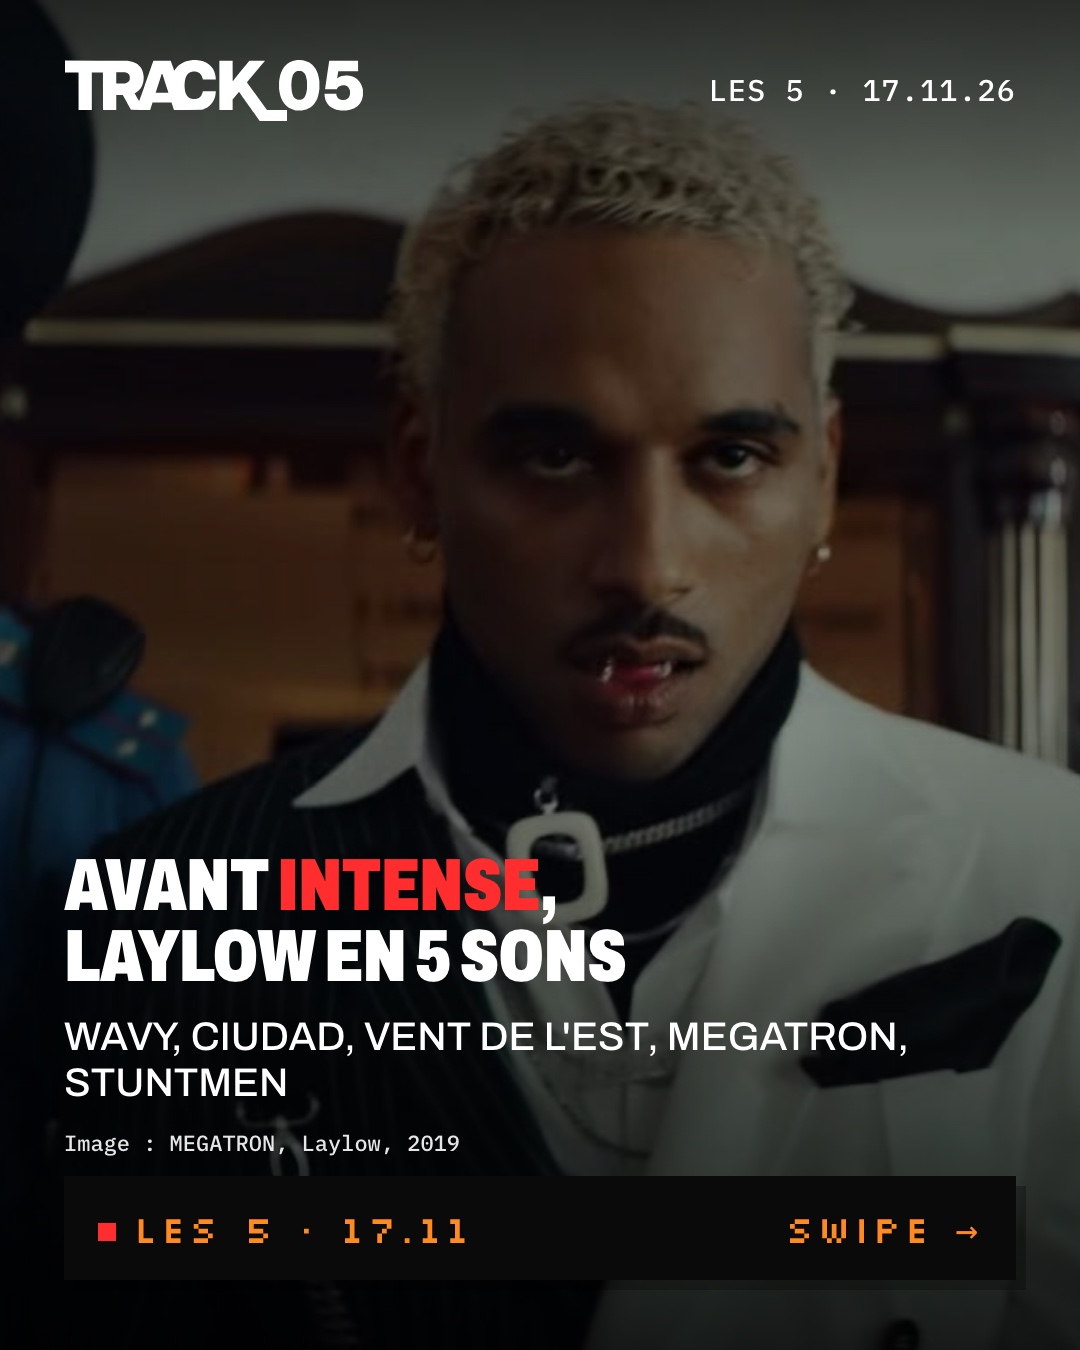 TRACK_05
LES 5 · 17.11.26
AVANT INTENSE,
LAYLOW EN 5 SONS
WAVY, CIUDAD, VENT DE L'EST, MEGATRON,
STUNTMEN
Image : MEGATRON, Laylow, 2019
LES 5 · 17.11
SWIPE →